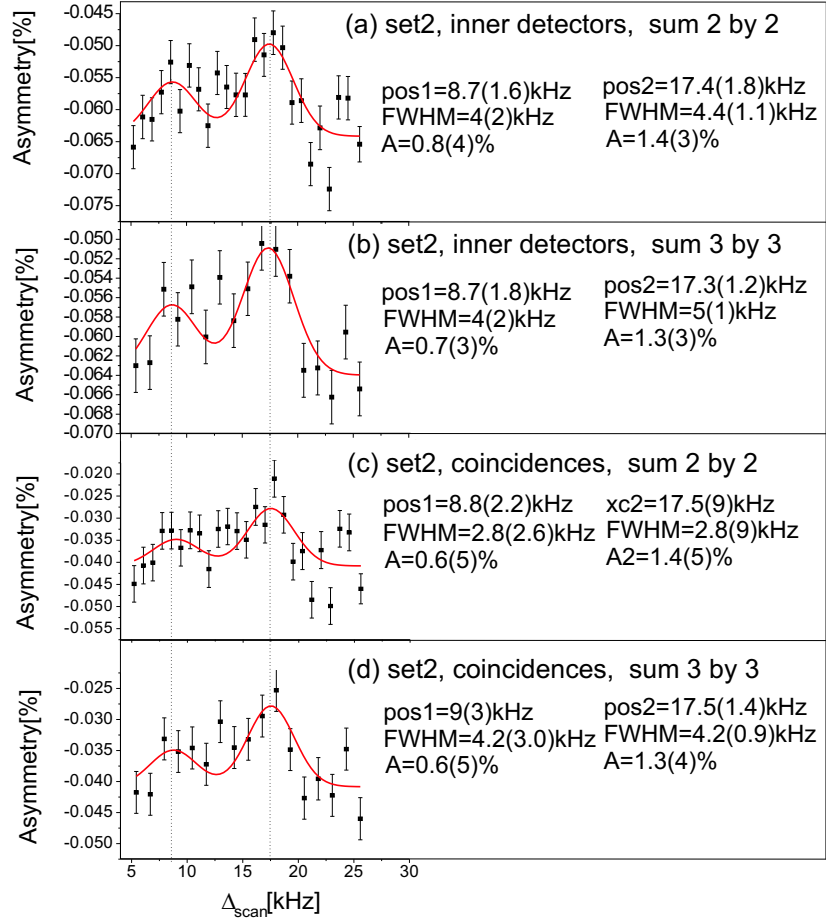 (a) set2, inner detectors, sum 2 by 2
Asymmetry[%]
-0.045
-0.050
-0.055
-0.060
-0.065
-0.070
-0.075
pos1=8.7(1.6)kHz
FWHM=4(2)kHz
A=0.8(4)%
pos2=17.4(1.8)kHz
FWHM=4.4(1.1)kHz
A=1.4(3)%
(b) set2, inner detectors, sum 3 by 3
Asymmetry[%]
-0.050
-0.052
-0.054
-0.056
-0.058
-0.060
-0.062
-0.064
-0.066
-0.068
-0.070
pos1=8.7(1.8)kHz
FWHM=4(2)kHz
A=0.7(3)%
pos2=17.3(1.2)kHz
FWHM=5(1)kHz
A=1.3(3)%
(c) set2, coincidences, sum 2 by 2
Asymmetry[%]
-0.020
-0.025
-0.030
-0.035
-0.040
-0.045
-0.050
-0.055
pos1=8.8(2.2)kHz
FWHM=2.8(2.6)kHz
A=0.6(5)%
xc2=17.5(9)kHz
FWHM=2.8(9)kHz
A2=1.4(5)%
(d) set2, coincidences, sum 3 by 3
Asymmetry[%]
-0.025
-0.030
-0.035
-0.040
-0.045
-0.050
pos1=9(3)kHz
FWHM=4.2(3.0)kHz
A=0.6(5)%
pos2=17.5(1.4)kHz
FWHM=4.2(0.9)kHz
A=1.3(4)%
5 10 15 20 25 30
Δscan[kHz]